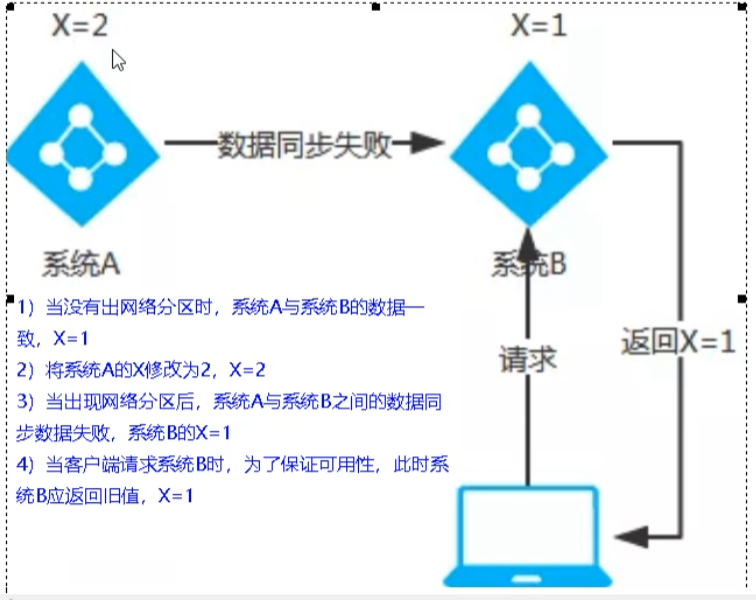 X=2
X=1
数据同步失败
系统A
系统B
1）当没有出网络分区时，系统A与系统B的数据一
致，X=1
2）将系统A的X修改为2，X=2
3）当出现网络分区后，系统A与系统B之间的数据同
步数据失败，系统B的X=1
4）当客户端请求系统B时，为了保证可用性，此时系
统B应返回旧值，X=1
请求
返回X=1